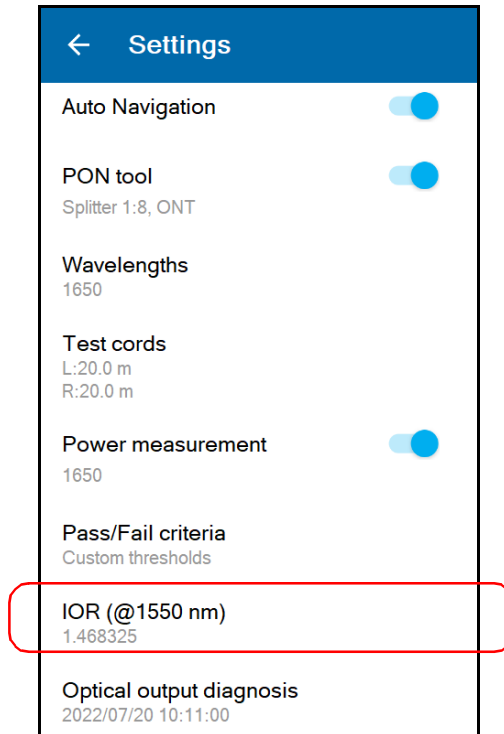 Settings
Auto Navigation
PON tool
Splitter 1:8, ONT
Wavelengths
1650
Test cords
L:20.0 m
R:20.0 m
Power measurement
1650
Pass/Fail criteria
Custom thresholds
IOR (@1550 nm)
1.468325
Optical output diagnosis
2022/07/20 10:11:00